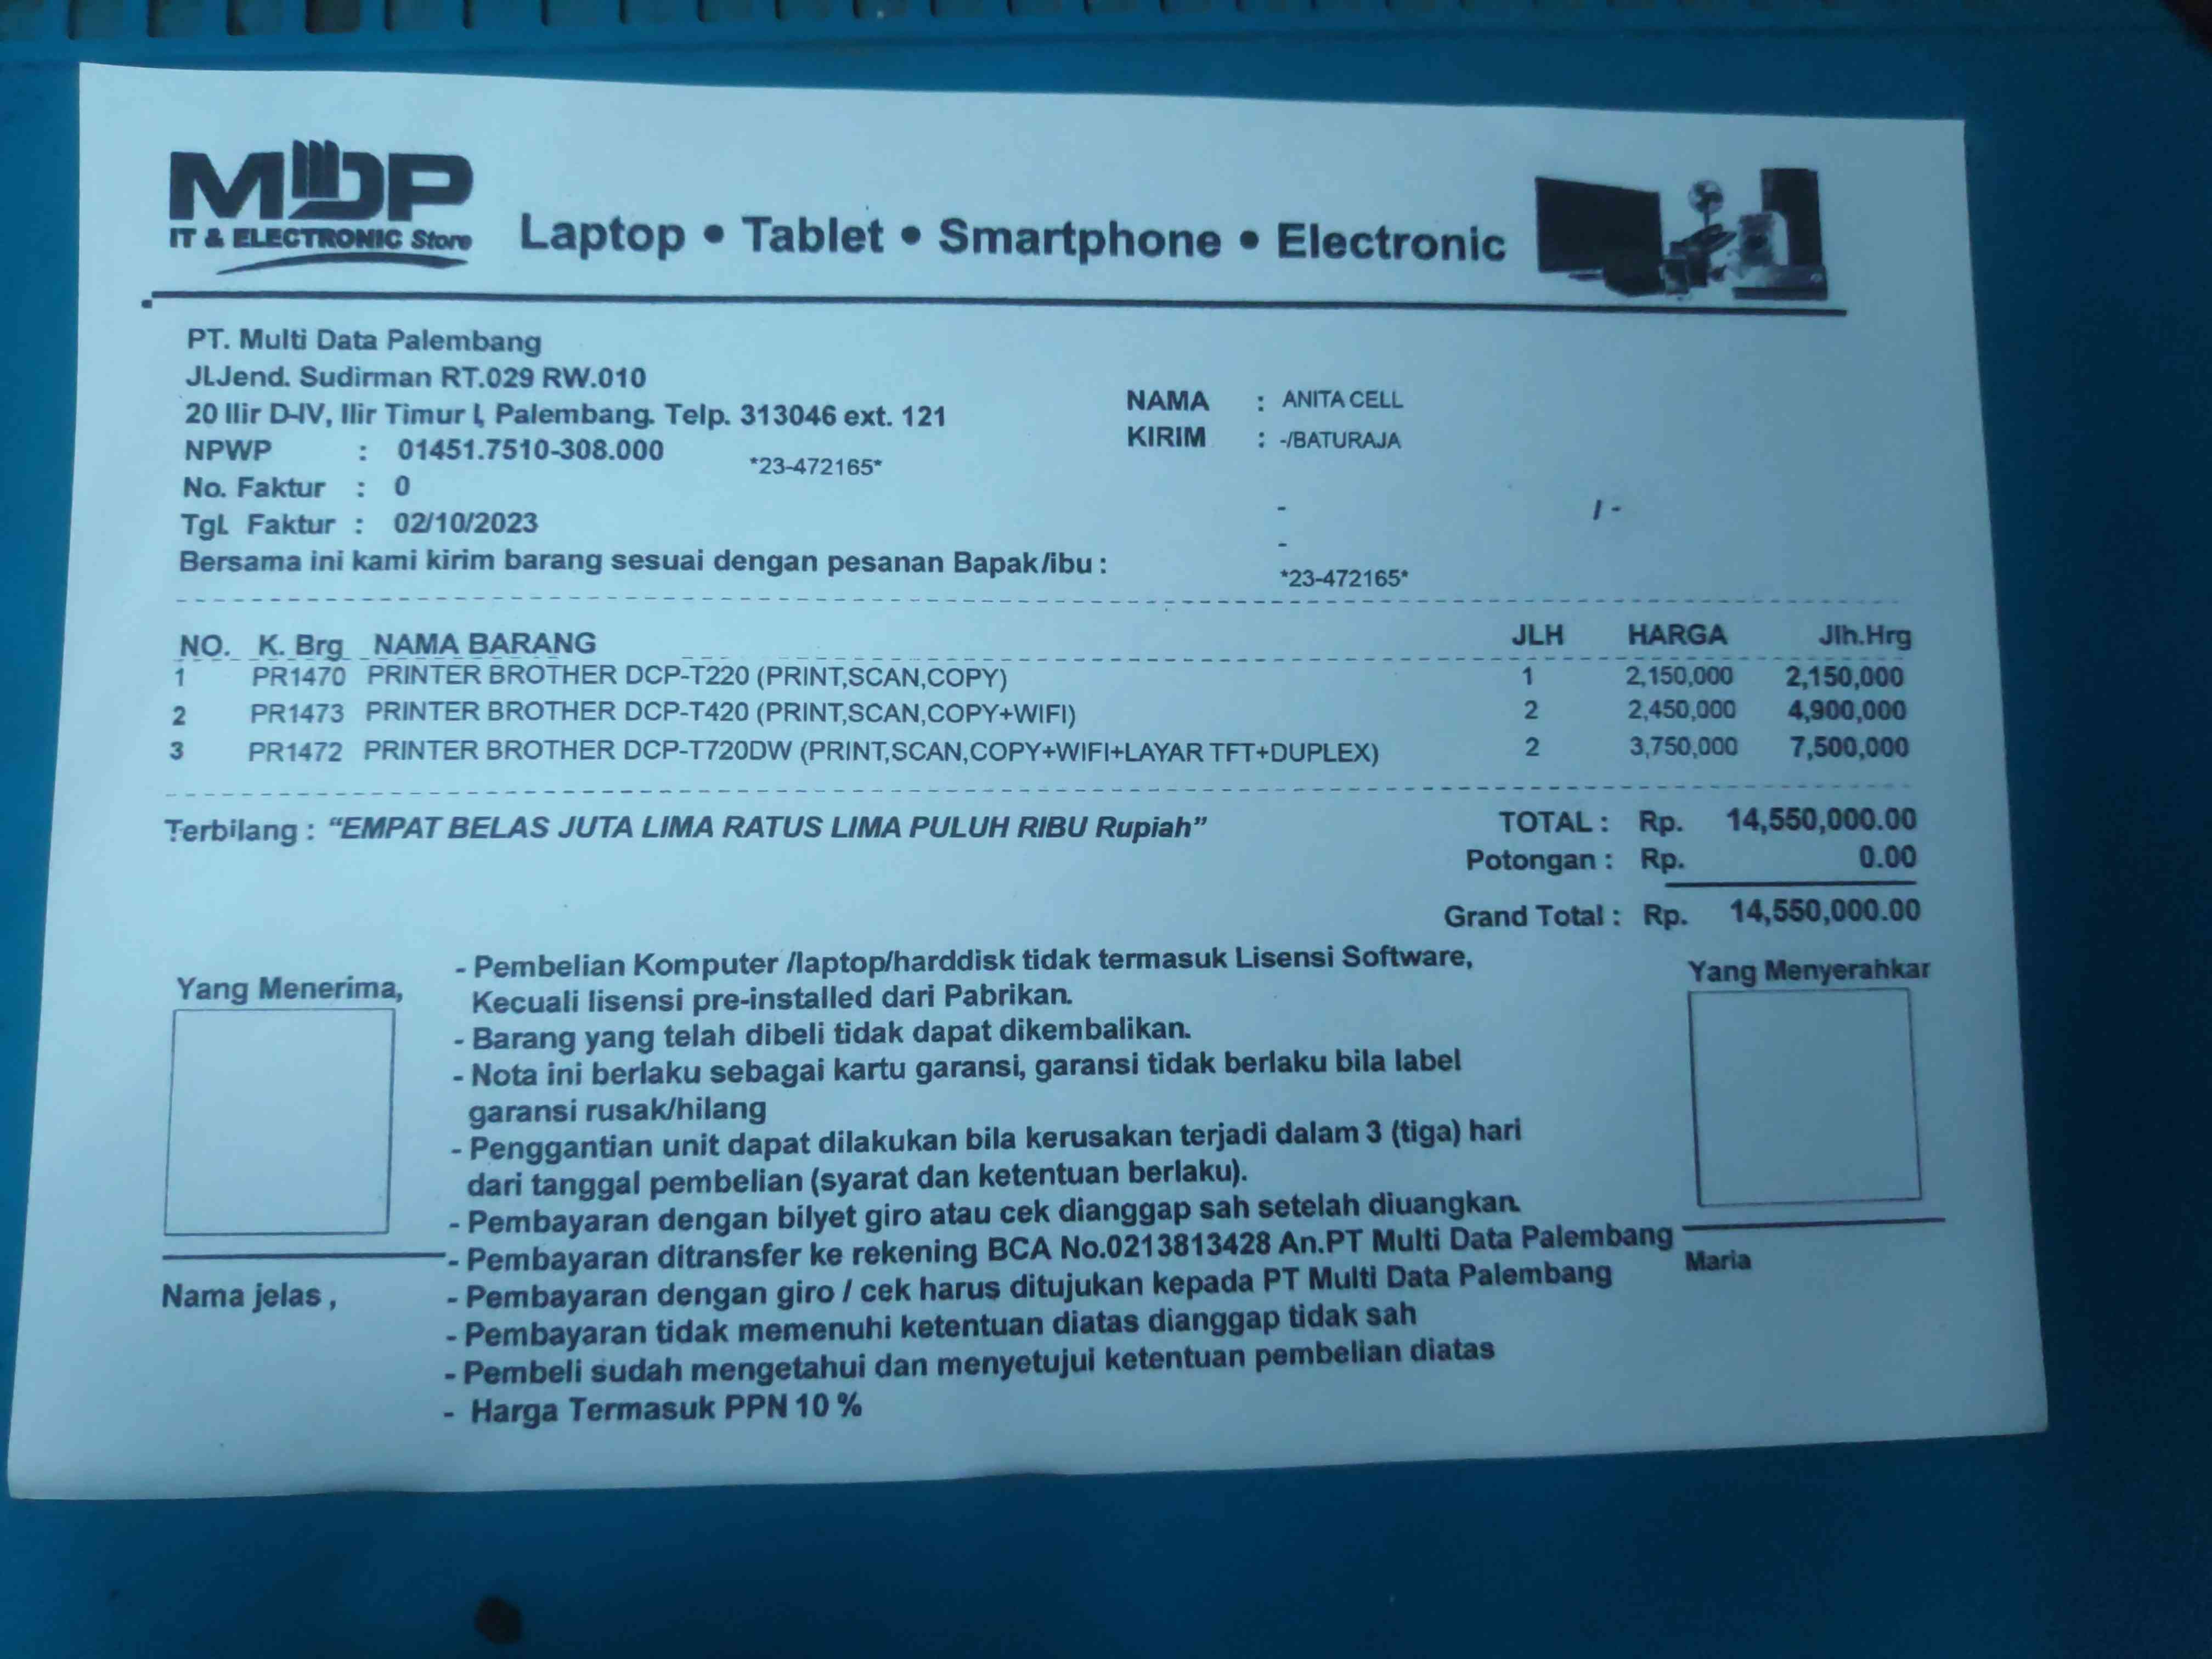 MDP
IT & ELECTRONIC Store
Laptop • Tablet • Smartphone • Electronic
PT. Multi Data Palembang
Jl.Jend. Sudirman RT.029 RW.010
20 Ilir D-IV, Ilir Timur I, Palembang. Telp. 313046 ext. 121
NPWP : 01451.7510-308.000
*23-472165*
No. Faktur : 0
Tgl. Faktur : 02/10/2023
Bersama ini kami kirim barang sesuai dengan pesanan Bapak/ibu :
NAMA : ANITA CELL
KIRIM : -/BATURAJA
- / -
-
*23-472165*
NO. K. Brg NAMA BARANG JLH HARGA Jlh.Hrg
1 PR1470 PRINTER BROTHER DCP-T220 (PRINT,SCAN,COPY) 1 2,150,000 2,150,000
2 PR1473 PRINTER BROTHER DCP-T420 (PRINT,SCAN,COPY+WIFI) 2 2,450,000 4,900,000
3 PR1472 PRINTER BROTHER DCP-T720DW (PRINT,SCAN,COPY+WIFI+LAYAR TFT+DUPLEX) 2 3,750,000 7,500,000
Terbilang : “EMPAT BELAS JUTA LIMA RATUS LIMA PULUH RIBU Rupiah”
TOTAL : Rp. 14,550,000.00
Potongan : Rp. 0.00
Grand Total : Rp. 14,550,000.00
Yang Menerima,
Nama jelas ,
- Pembelian Komputer /laptop/harddisk tidak termasuk Lisensi Software,
Kecuali lisensi pre-installed dari Pabrikan.
- Barang yang telah dibeli tidak dapat dikembalikan.
- Nota ini berlaku sebagai kartu garansi, garansi tidak berlaku bila label
garansi rusak/hilang
- Penggantian unit dapat dilakukan bila kerusakan terjadi dalam 3 (tiga) hari
dari tanggal pembelian (syarat dan ketentuan berlaku).
- Pembayaran dengan bilyet giro atau cek dianggap sah setelah diuangkan.
- Pembayaran ditransfer ke rekening BCA No.0213813428 An.PT Multi Data Palembang
- Pembayaran dengan giro / cek harus ditujukan kepada PT Multi Data Palembang
- Pembayaran tidak memenuhi ketentuan diatas dianggap tidak sah
- Pembeli sudah mengetahui dan menyetujui ketentuan pembelian diatas
- Harga Termasuk PPN 10 %
Yang Menyerahkar
Maria